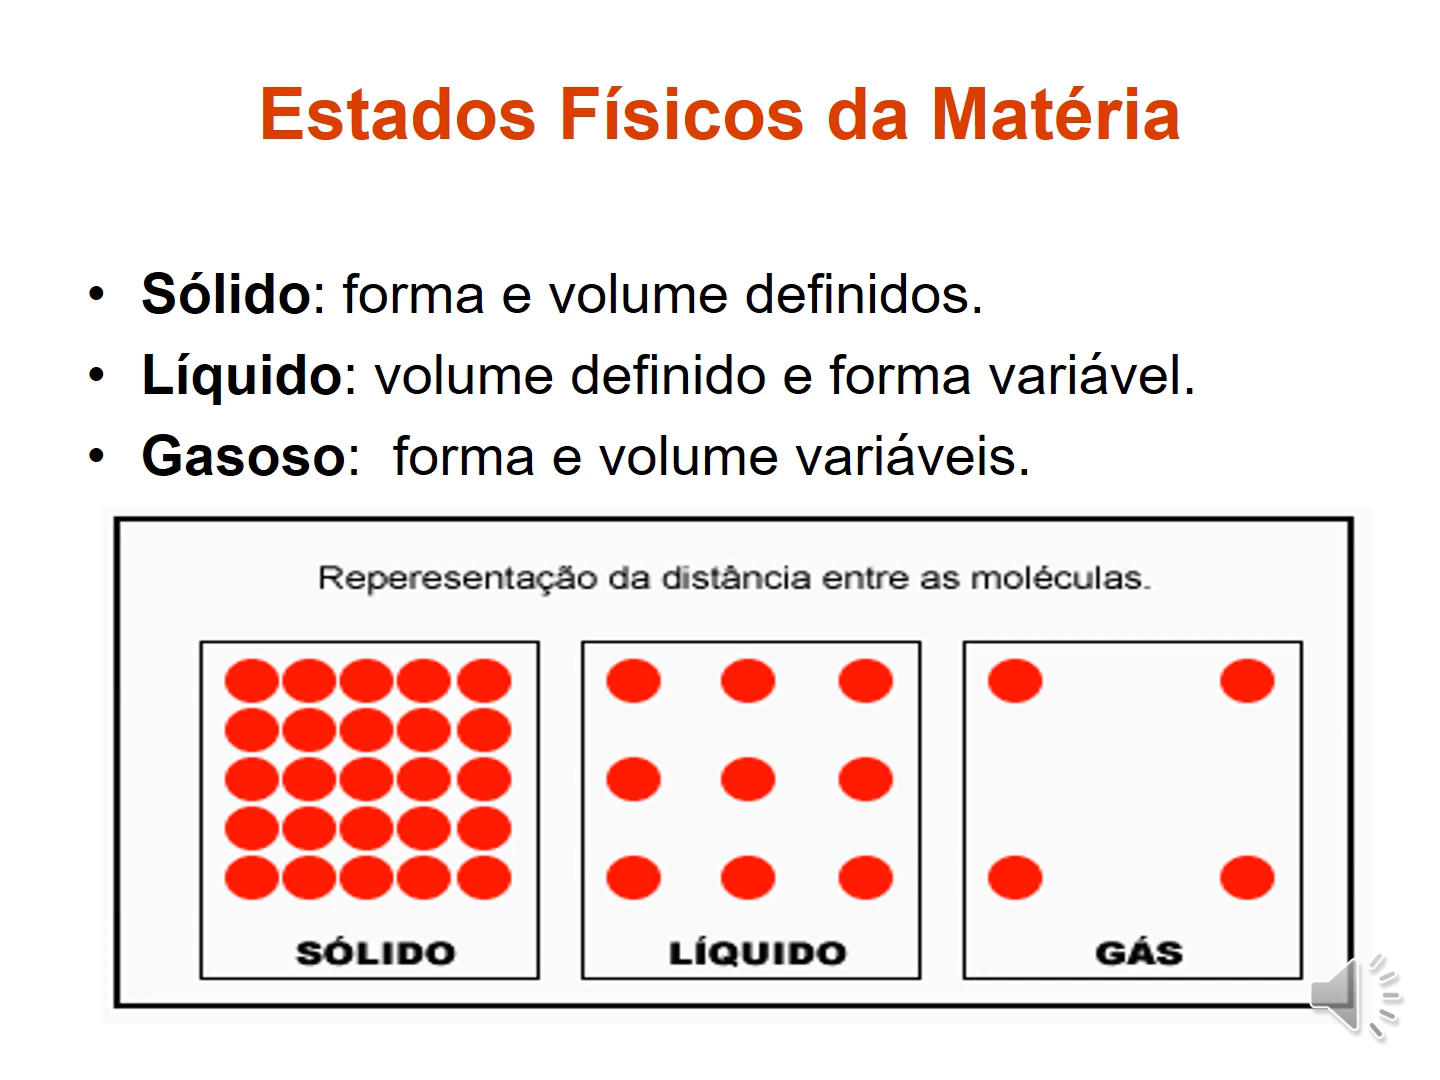 Estados Físicos da Matéria
• Sólido: forma e volume definidos.
• Líquido: volume definido e forma variável.
• Gasoso:  forma e volume variáveis.
Reperesentação da distância entre as moléculas.
SÓLIDO LÍQUIDO GÁS